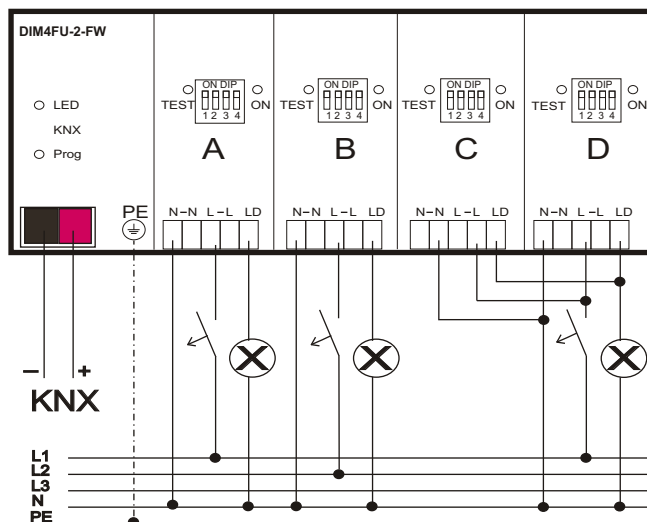 DIM4FU-2-FW
LED
KNX
Prog
PE
ON DIP
1 2 3 4
TEST ON
A
N-N L-L LD
ON DIP
1 2 3 4
TEST ON
B
N-N L-L LD
ON DIP
1 2 3 4
TEST ON
C
N-N L-L LD
ON DIP
1 2 3 4
TEST ON
D
N-N L-L LD
– +
KNX
L1
L2
L3
N
PE